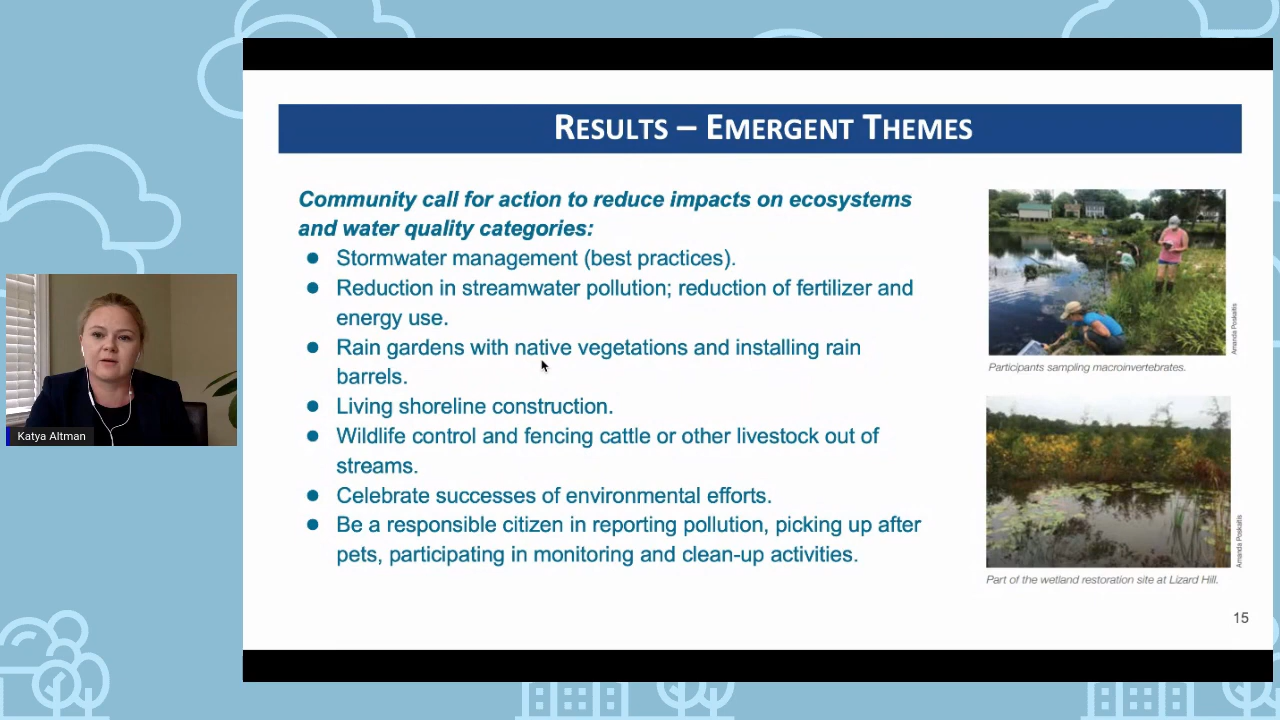 RESULTS – EMERGENT THEMES
Community call for action to reduce impacts on ecosystems
and water quality categories:
● Stormwater management (best practices).
● Reduction in streamwater pollution; reduction of fertilizer and
energy use.
● Rain gardens with native vegetations and installing rain
barrels.
● Living shoreline construction.
● Wildlife control and fencing cattle or other livestock out of
streams.
● Celebrate successes of environmental efforts.
● Be a responsible citizen in reporting pollution, picking up after
pets, participating in monitoring and clean-up activities.
Amanda Poskaitis
Participants sampling macroinvertebrates.
Amanda Poskaitis
Part of the wetland restoration site at Lizard Hill.
15
Katya Altman